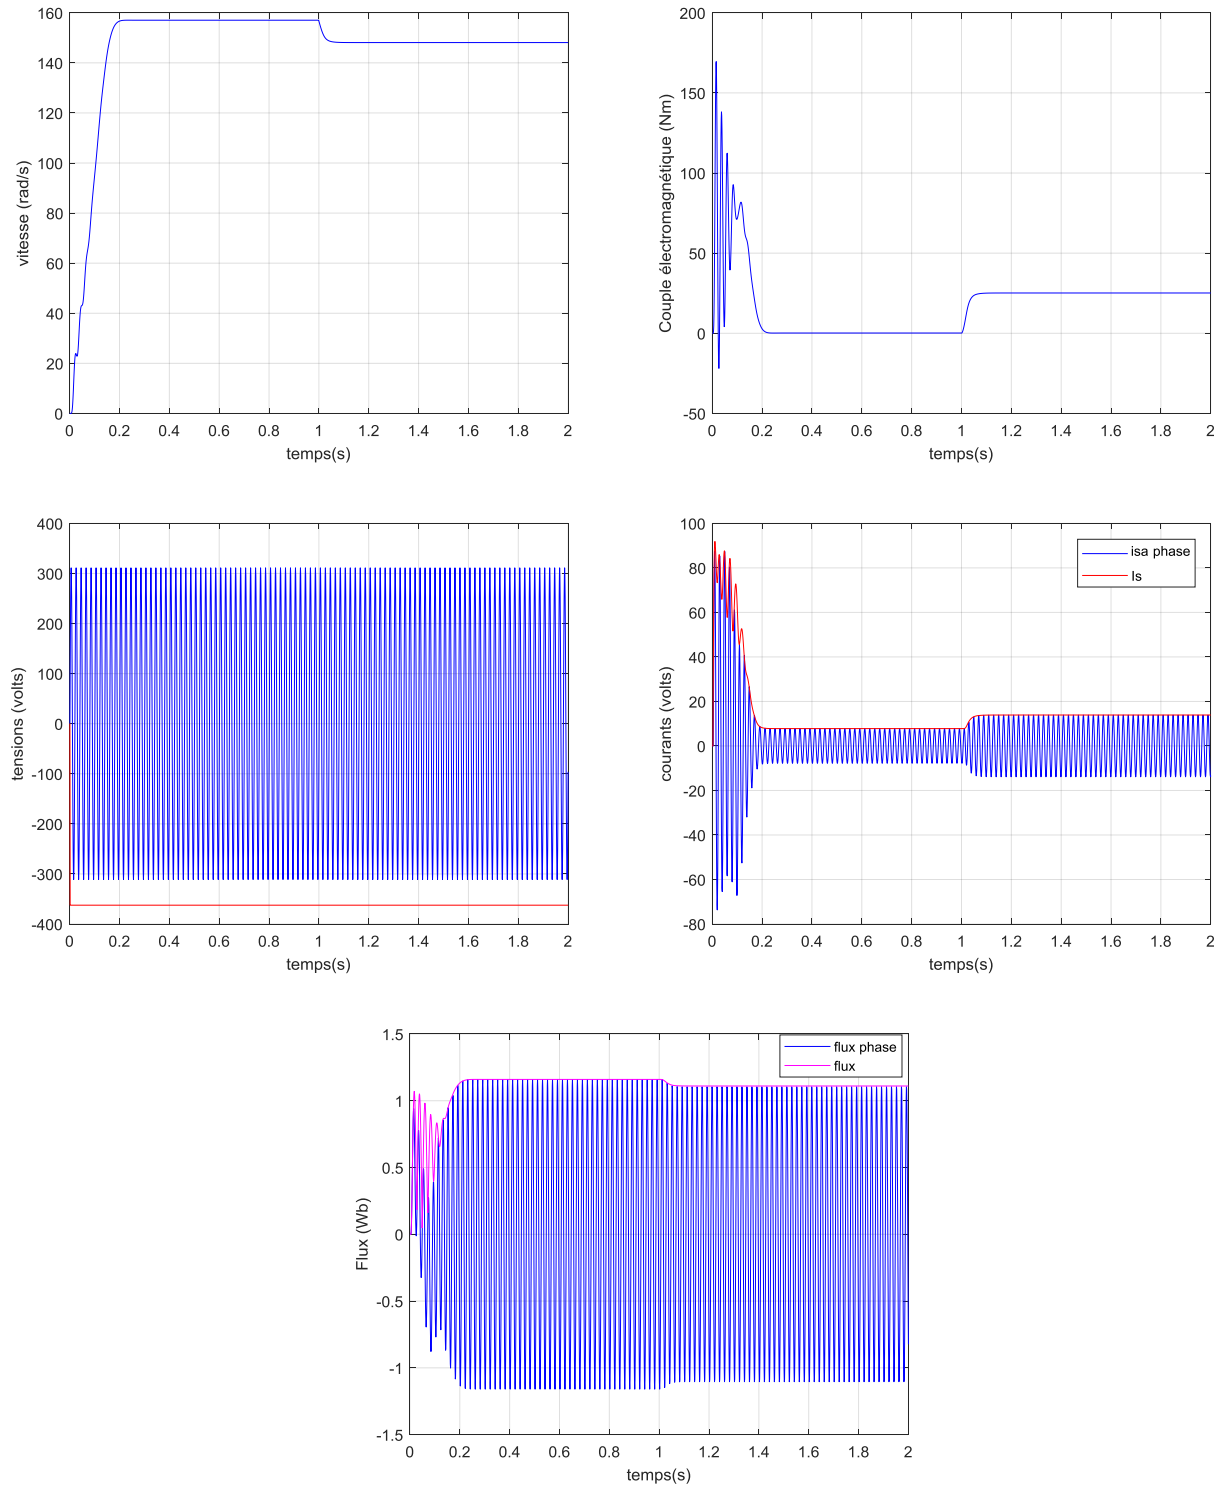 160
140
120
100
80
60
40
20
0
vitesse (rad/s)
0 0.2 0.4 0.6 0.8 1 1.2 1.4 1.6 1.8 2
temps(s)
200
150
100
50
0
-50
Couple électromagnétique (Nm)
0 0.2 0.4 0.6 0.8 1 1.2 1.4 1.6 1.8 2
temps(s)
400
300
200
100
0
-100
-200
-300
-400
tensions (volts)
0 0.2 0.4 0.6 0.8 1 1.2 1.4 1.6 1.8 2
temps(s)
100
80
60
40
20
0
-20
-40
-60
-80
courants (volts)
isa phase
Is
0 0.2 0.4 0.6 0.8 1 1.2 1.4 1.6 1.8 2
temps(s)
1.5
1
0.5
0
-0.5
-1
-1.5
Flux (Wb)
flux phase
flux
0 0.2 0.4 0.6 0.8 1 1.2 1.4 1.6 1.8 2
temps(s)